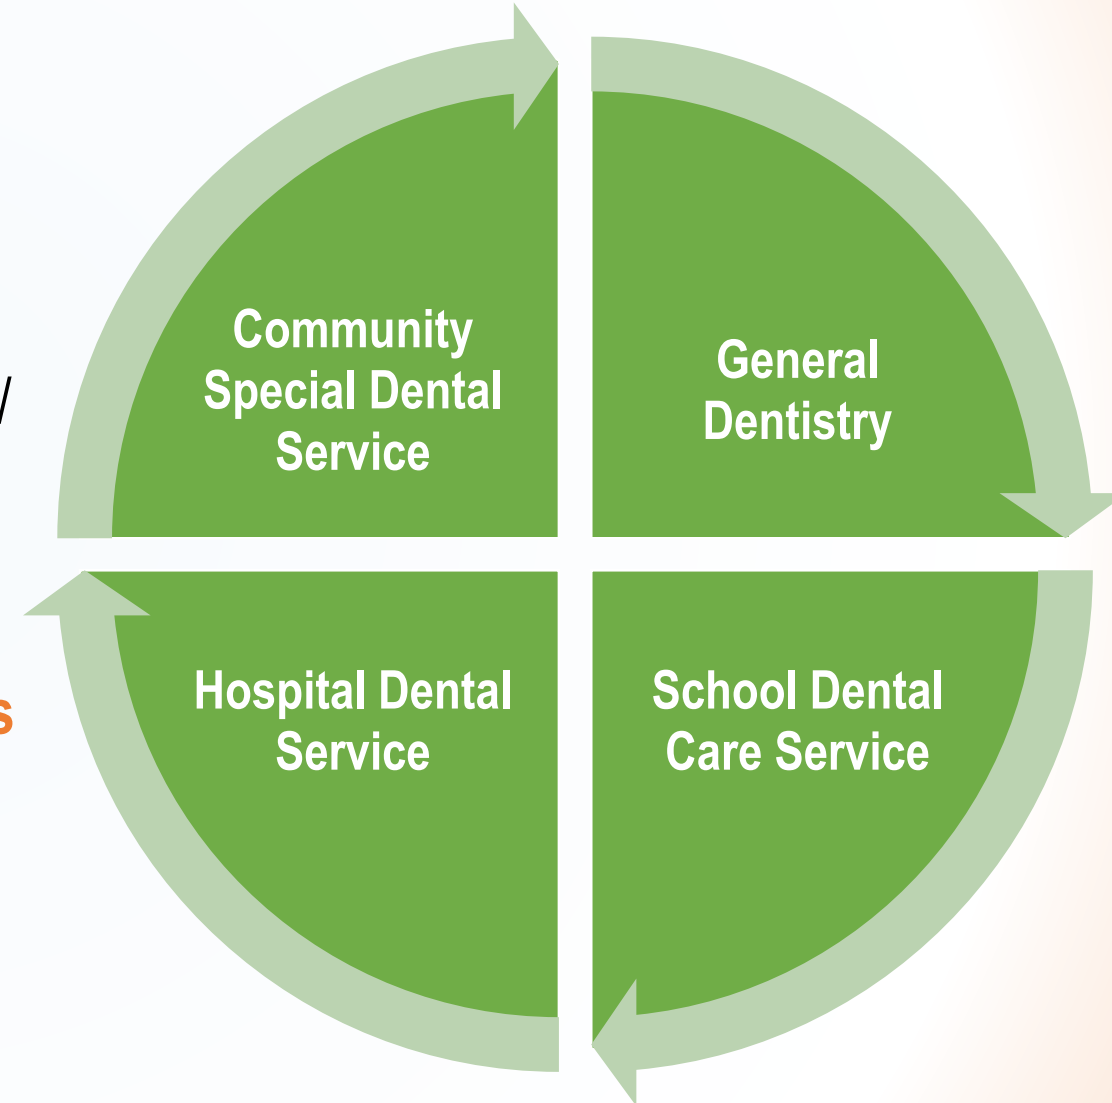 Community
Special Dental
Service
General
Dentistry
/
s
Hospital Dental
Service
School Dental
Care Service